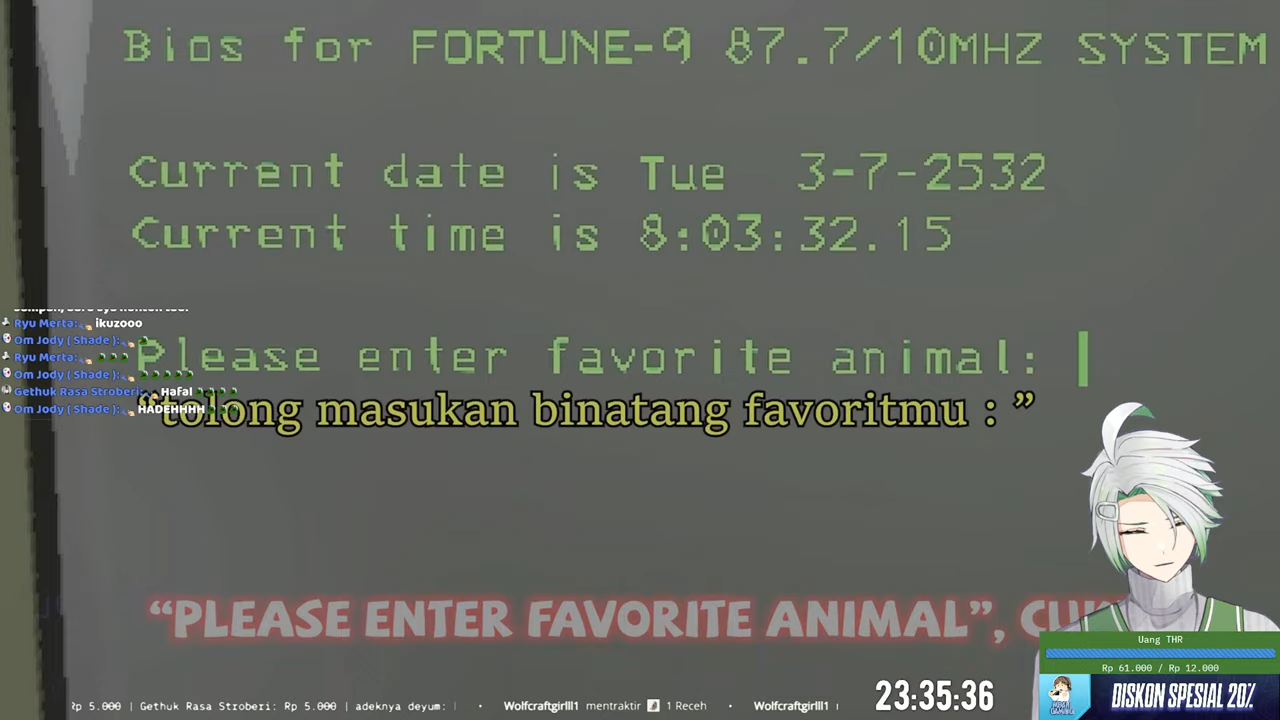 Bios for FORTUNE-9 87.7/10MHZ SYSTEM
Current date is Tue 3-7-2532
Current time is 8:03:32.15
Ryu Merta: ikuzooo
Om Jody ( Shade ):
Please enter favorite animal:
Ryu Merta:
Om Jody ( Shade ):
Gethuk Rasa Stroberi: Hafal
Om Jody ( Shade ): HADEHHH
“tolong masukan binatang favoritmu : ”
“PLEASE ENTER FAVORITE ANIMAL”,
Uang THR
Rp 61.000 / Rp 12.000
DISKON SPESIAL 20%
23:35:36
Rp 5.000 | Gethuk Rasa Stroberi: Rp 5.000 | adeknya deyum: | • Wolfcraftgirlll1 mentraktir 1 Receh • Wolfcraftgirlll1